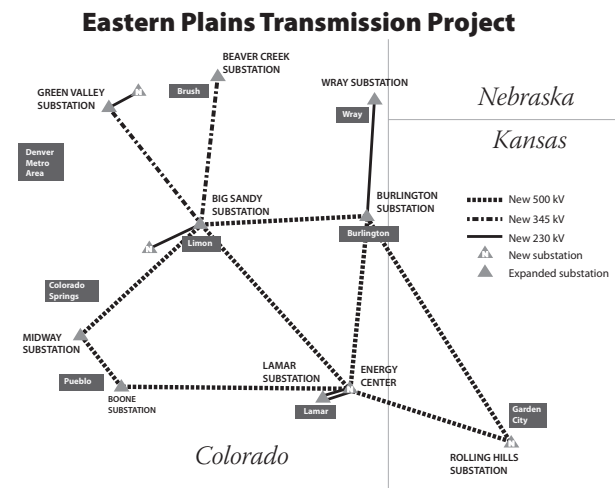 Eastern Plains Transmission Project
BEAVER CREEK
SUBSTATION
GREEN VALLEY
SUBSTATION
N
Brush
WRAY SUBSTATION
Wray
Nebraska
Kansas
Denver
Metro
Area
BIG SANDY
SUBSTATION
BURLINGTON
SUBSTATION
New 500 kV
New 345 kV
New 230 kV
N New substation
Expanded substation
N
Limon
Burlington
Colorado
Springs
MIDWAY
SUBSTATION
Pueblo
BOONE
SUBSTATION
LAMAR
SUBSTATION
ENERGY
CENTER
N
Lamar
Garden
City
N
ROLLING HILLS
SUBSTATION
Colorado